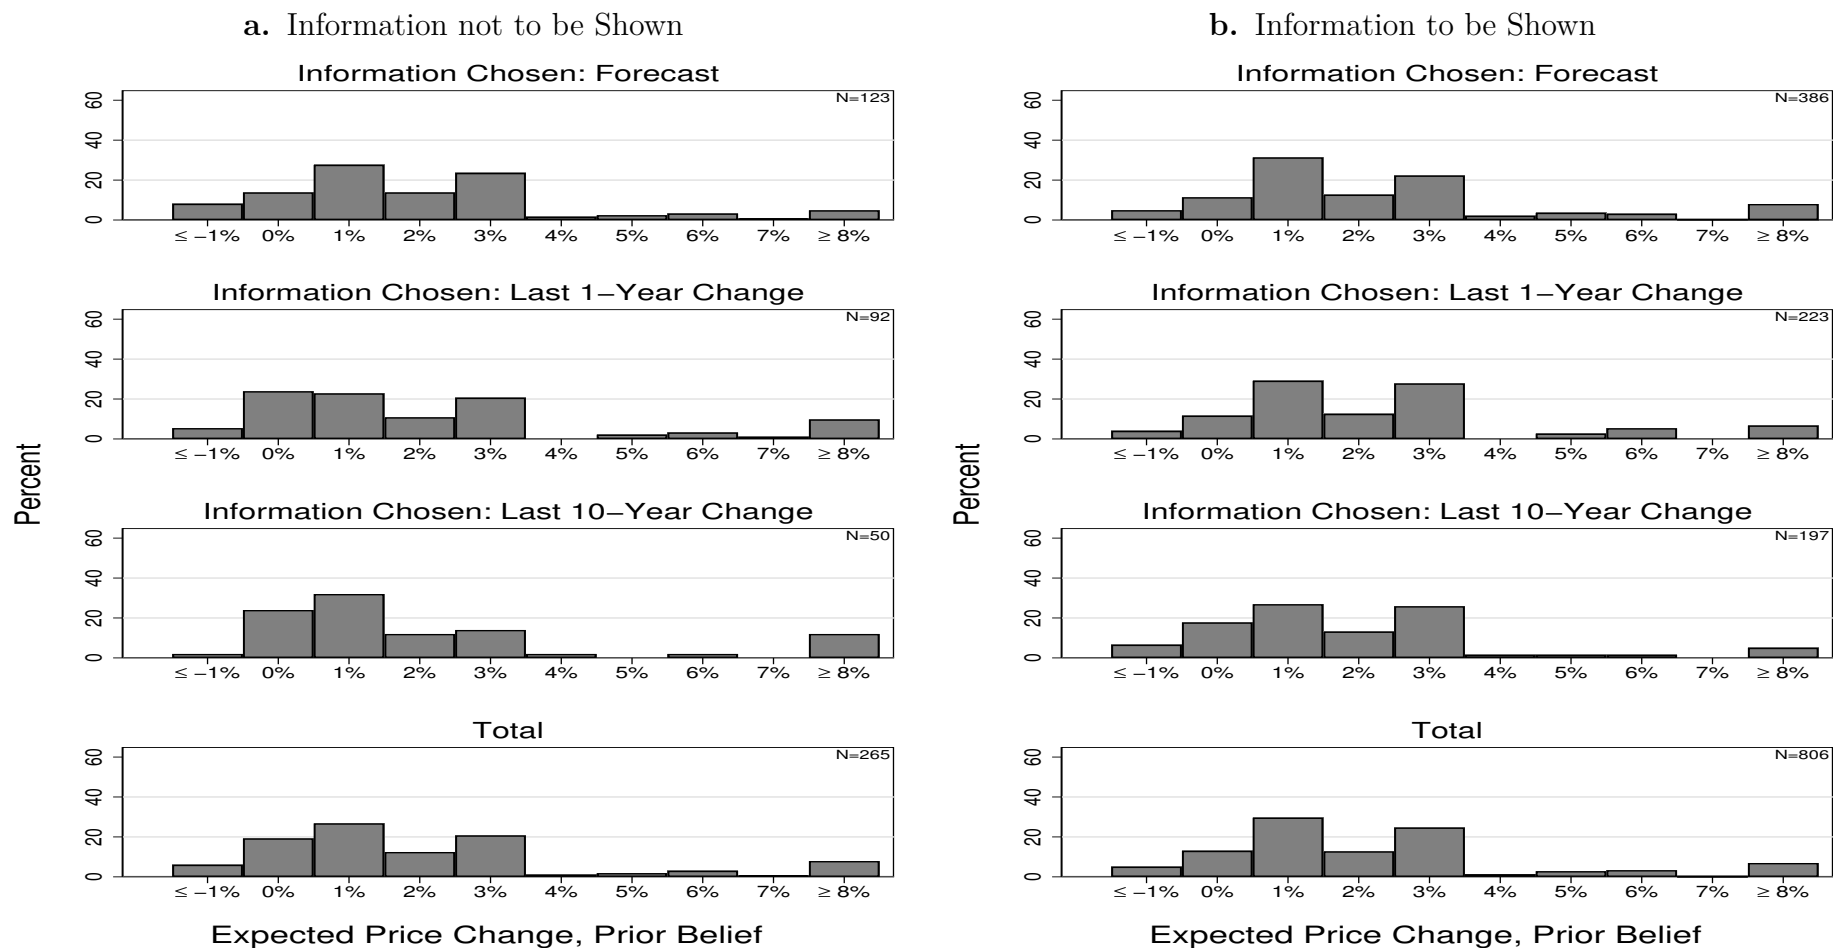 a. Information not to be Shown
Information Chosen: Forecast
N=123
60
40
20
0
≤ −1% 0% 1% 2% 3% 4% 5% 6% 7% ≥ 8%
Information Chosen: Last 1−Year Change
N=92
60
40
20
0
≤ −1% 0% 1% 2% 3% 4% 5% 6% 7% ≥ 8%
Information Chosen: Last 10−Year Change
N=50
60
40
20
0
≤ −1% 0% 1% 2% 3% 4% 5% 6% 7% ≥ 8%
Total
N=265
60
40
20
0
≤ −1% 0% 1% 2% 3% 4% 5% 6% 7% ≥ 8%
Percent
Expected Price Change, Prior Belief
b. Information to be Shown
Information Chosen: Forecast
N=386
60
40
20
0
≤ −1% 0% 1% 2% 3% 4% 5% 6% 7% ≥ 8%
Information Chosen: Last 1−Year Change
N=223
60
40
20
0
≤ −1% 0% 1% 2% 3% 4% 5% 6% 7% ≥ 8%
Information Chosen: Last 10−Year Change
N=197
60
40
20
0
≤ −1% 0% 1% 2% 3% 4% 5% 6% 7% ≥ 8%
Total
N=806
60
40
20
0
≤ −1% 0% 1% 2% 3% 4% 5% 6% 7% ≥ 8%
Percent
Expected Price Change, Prior Belief